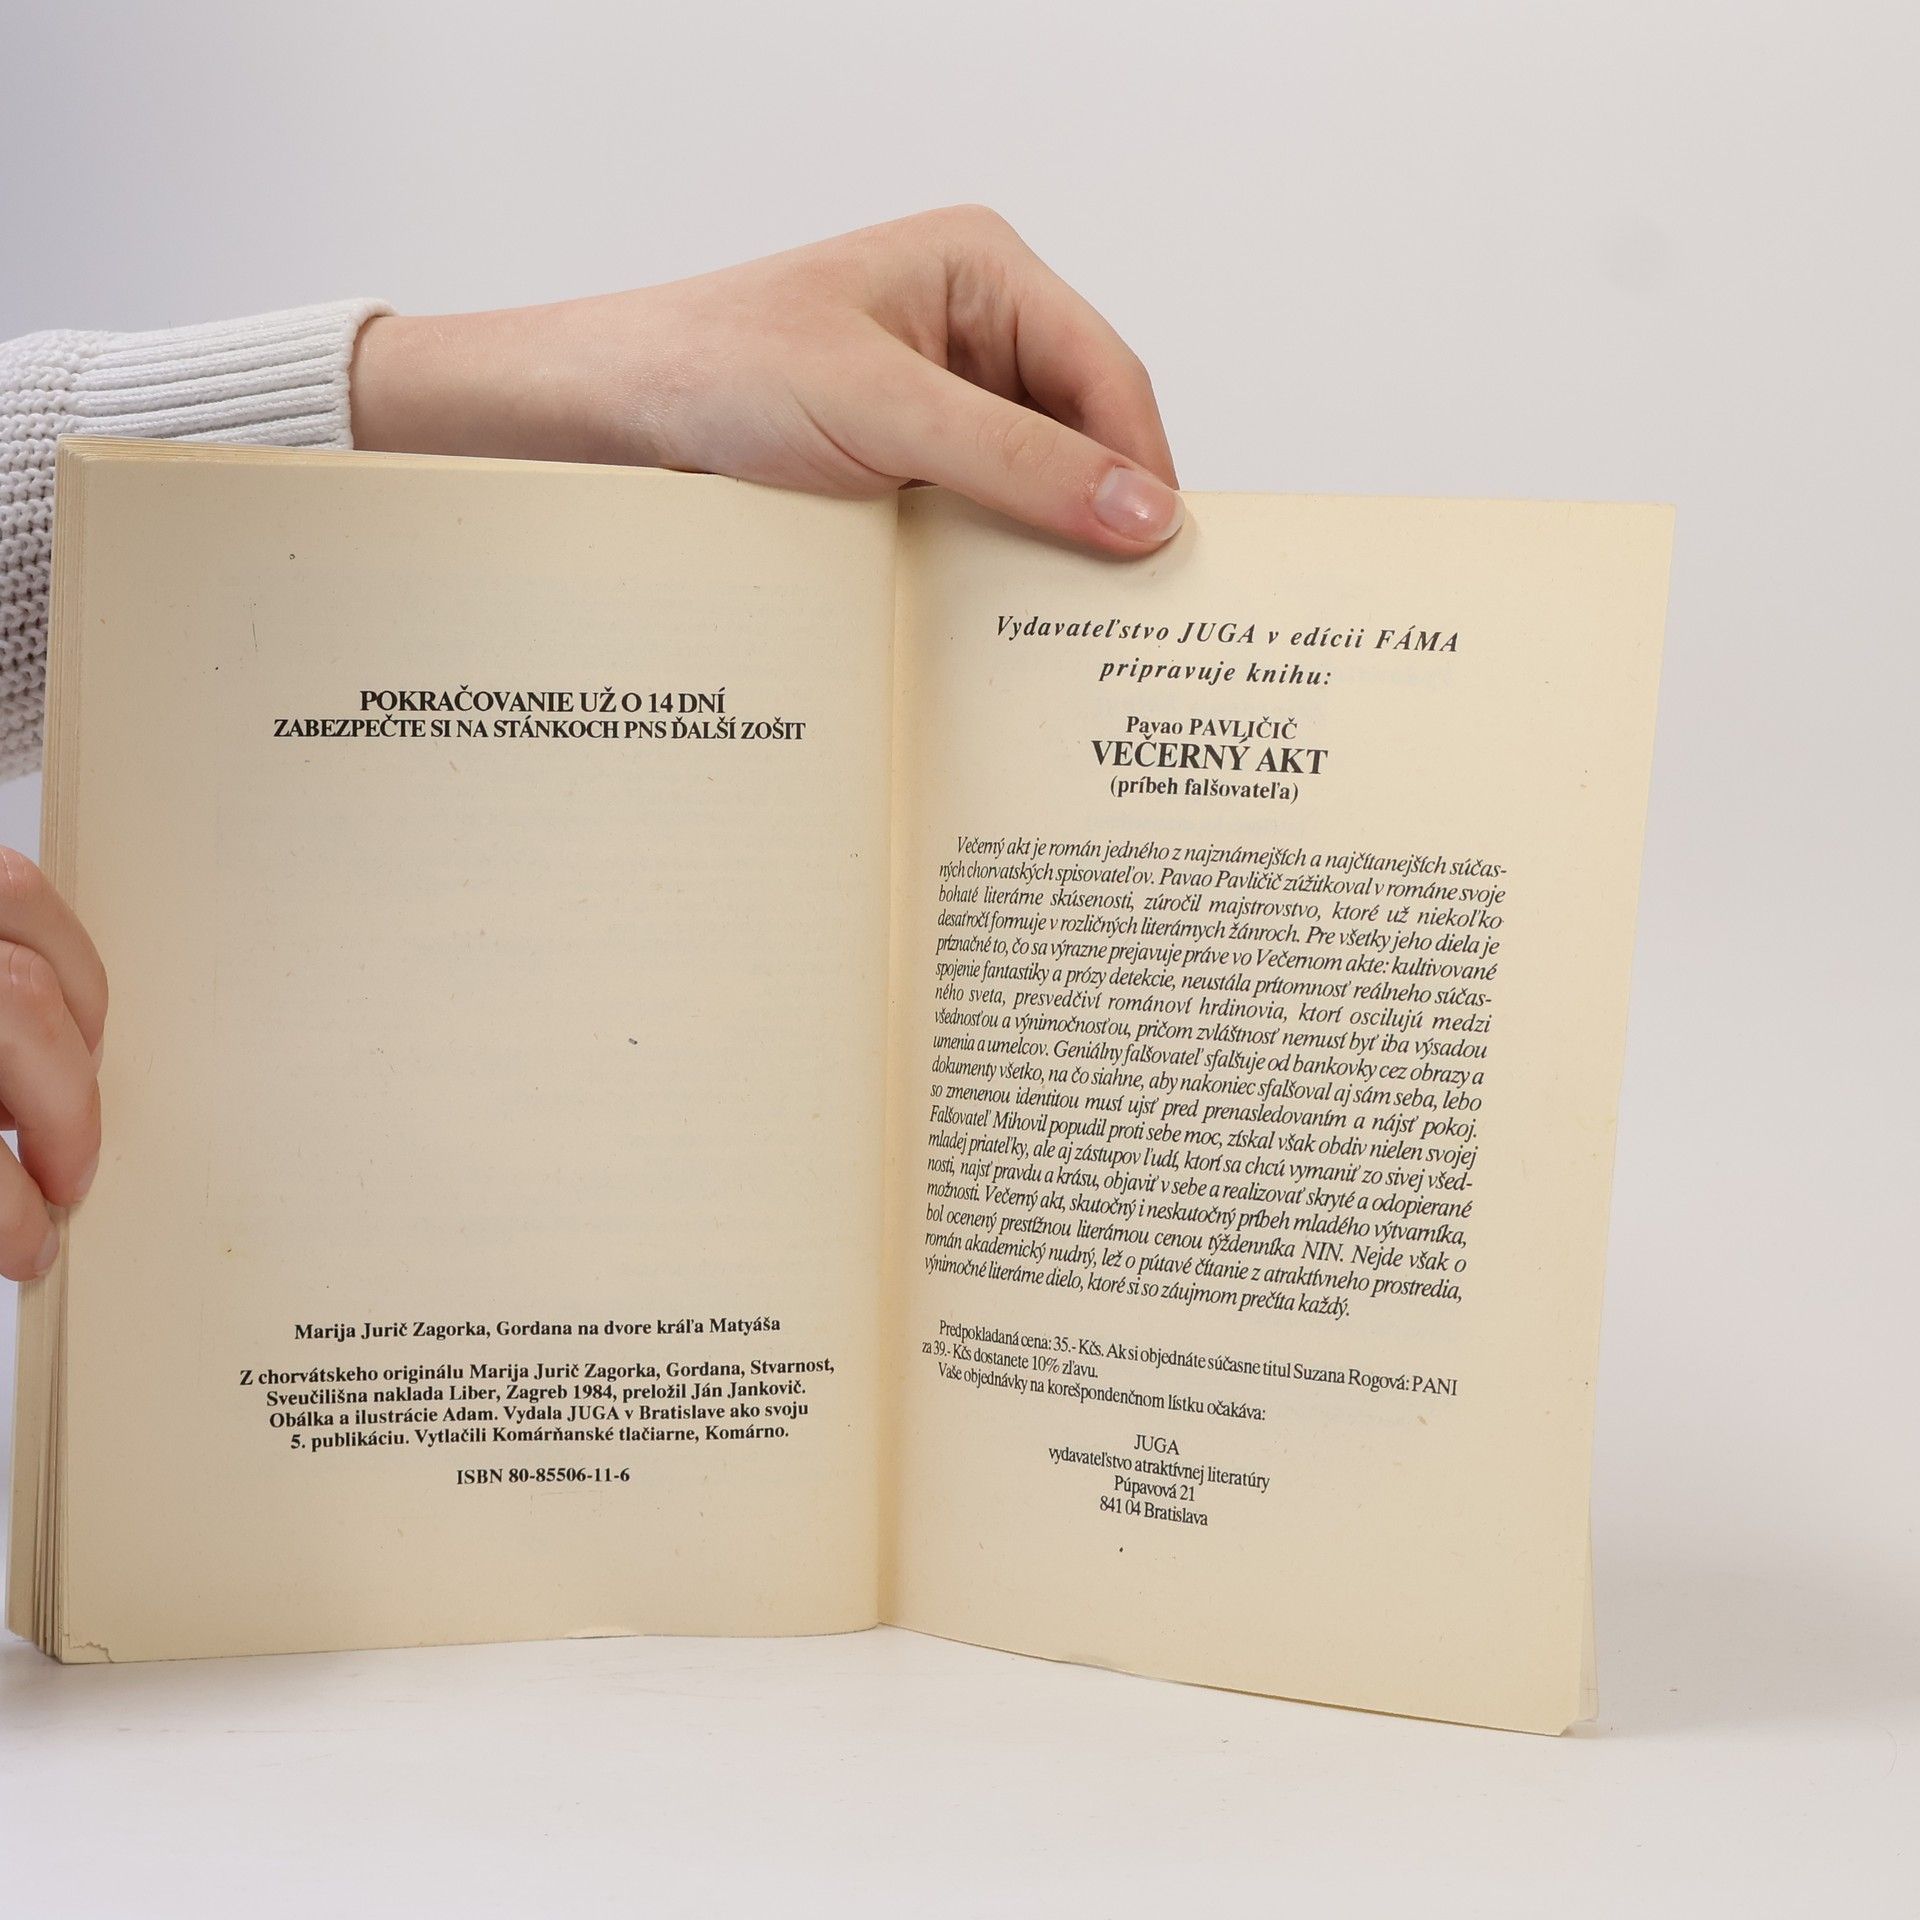 POKRAČOVANIE UŽ O 14 DNÍ
ZABEZPEČTE SI NA STÁNKOCH PNS ĎALŠÍ ZOŠIT
Marija Jurič Zagorka, Gordana na dvore kráľa Matyáša
Z chorvátskeho originálu Marija Jurič Zagorka, Gordana, Stvarnost,
Sveučilišna naklada Liber, Zagreb 1984, preložil Ján Jankovič.
Obálka a ilustrácie Adam. Vydala JUGA v Bratislave ako svoju
5. publikáciu. Vytlačili Komárňanské tlačiarne, Komárno.
ISBN 80-85506-11-6
Vydavateľstvo JUGA v edícii FÁMA
pripravuje knihu:
Pavao PAVLIČIČ
VEČERNÝ AKT
(príbeh falšovateľa)
Večerný akt je román jedného z najznámejších a najčítanejších súčas-
ných chorvatských spisovateľov. Pavao Pavličič zúžitkoval v románe svoje
bohaté literárne skúsenosti, zúročil majstrovstvo, ktoré už niekoľko
desaťročí formuje v rozličných literárnych žánroch. Pre všetky jeho diela je
príznačné to, čo sa výrazne prejavuje práve vo Večernom akte: kultivované
spojenie fantastiky a prózy detekcie, neustála prítomnosť reálneho súčas-
ného sveta, presvedčiví románoví hrdinovia, ktorí oscilujú medzi
všednosťou a výnimočnosťou, pričom zvláštnosť nemusí byť iba výsadou
umenia a umelcov. Geniálny falšovateľ sfalšuje od bankovky cez obrazy a
dokumenty všetko, na čo siahne, aby nakoniec sfalšoval aj sám seba, lebo
so zmenenou identitou musí ujsť pred prenasledovaním a nájsť pokoj.
Falšovateľ Mihovil popudil proti sebe moc, získal však obdiv nielen svojej
mladej priateľky, ale aj zástupov ľudí, ktorí sa chcú vymaniť zo sivej všed-
nosti, najsť pravdu a krásu, objaviť v sebe a realizovať skryté a odopierané
možnosti. Večerný akt, skutočný i neskutočný príbeh mladého výtvarníka,
bol ocenený prestížnou literárnou cenou týždenníka NIN. Nejde však o
román akademický nudný, lež o pútavé čítanie z atraktívneho prostredia,
výnimočné literárne dielo, ktoré si so záujmom prečíta každý.
Predpokladaná cena: 35.- Kčs. Ak si objednáte súčasne titul Suzana Rogová: PANI
za 39.- Kčs dostanete 10% zľavu.
Vaše objednávky na korešpondenčnom lístku očakáva:
JUGA
vydavateľstvo atraktívnej literatúry
Púpavová 21
841 04 Bratislava